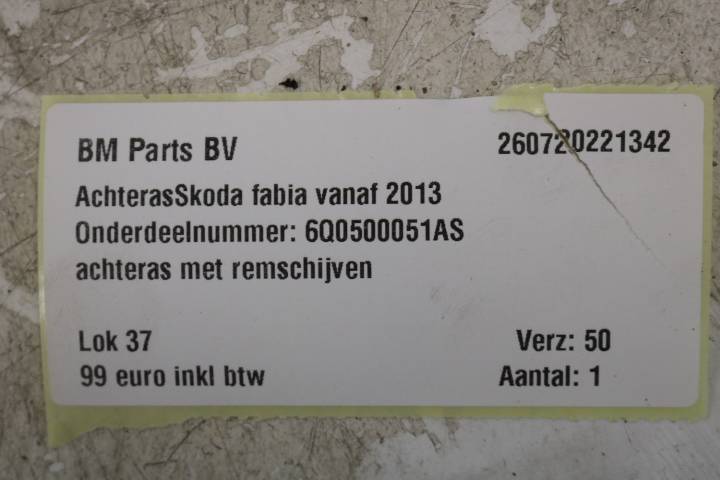 BM Parts BV 260720221342
AchterasSkoda fabia vanaf 2013
Onderdeelnummer: 6Q0500051AS
achteras met remschijven
Lok 37 Verz: 50
99 euro inkl btw Aantal: 1